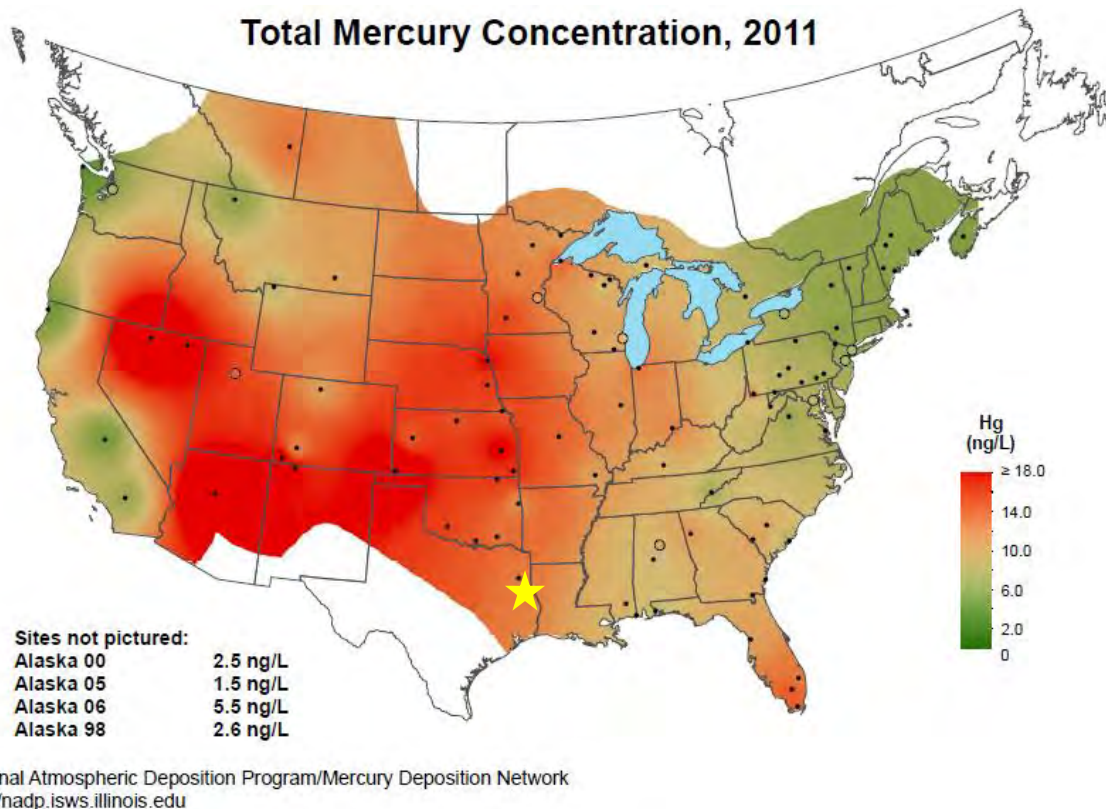 Total Mercury Concentration, 2011
Hg
(ng/L)
≥ 18.0
14.0
10.0
6.0
2.0
0
Sites not pictured:
Alaska 00 2.5 ng/L
Alaska 05 1.5 ng/L
Alaska 06 5.5 ng/L
Alaska 98 2.6 ng/L
nal Atmospheric Deposition Program/Mercury Deposition Network
/nadp.isws.illinois.edu